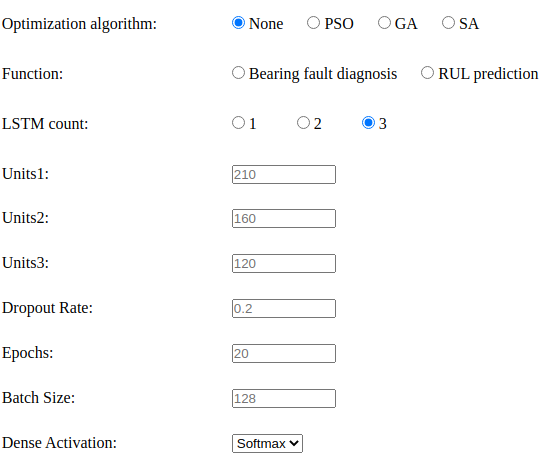 Optimization algorithm: None PSO GA SA
Function: Bearing fault diagnosis RUL prediction
LSTM count: 1 2 3
Units1: 210
Units2: 160
Units3: 120
Dropout Rate: 0.2
Epochs: 20
Batch Size: 128
Dense Activation: Softmax